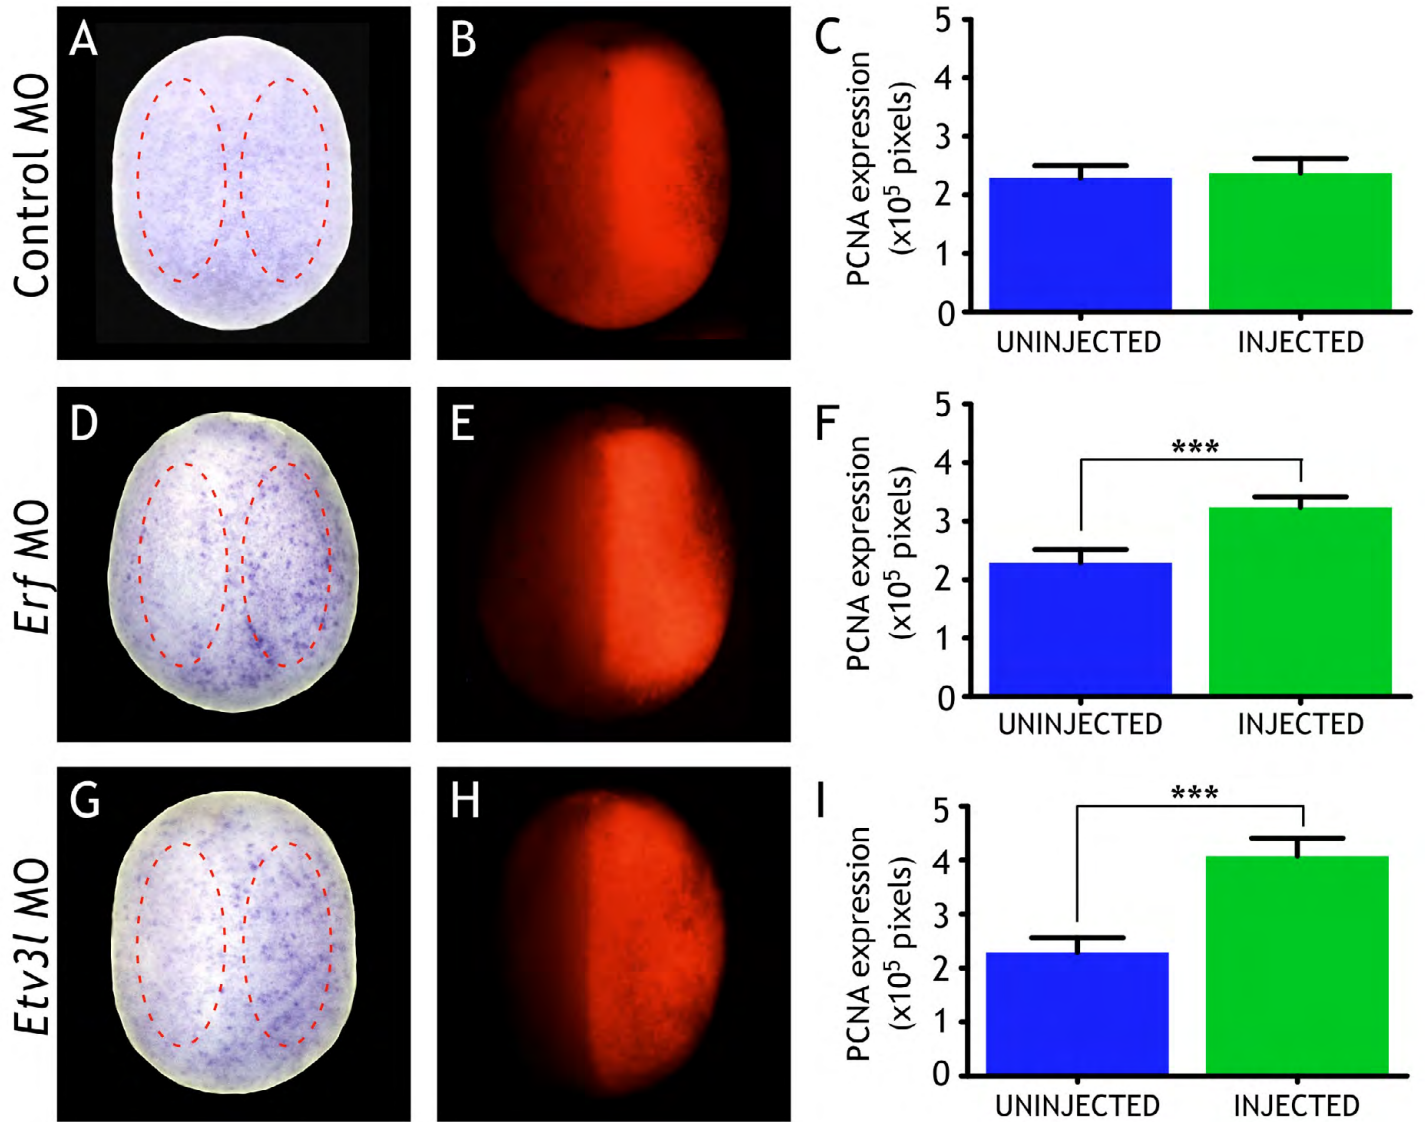 Control MO
A
B
C
PCNA expression
(x10⁵ pixels)
5
4
3
2
1
0
UNINJECTED
INJECTED
Erf MO
D
E
F
PCNA expression
(x10⁵ pixels)
5
4
3
2
1
0
***
UNINJECTED
INJECTED
Etv3l MO
G
H
I
PCNA expression
(x10⁵ pixels)
5
4
3
2
1
0
***
UNINJECTED
INJECTED